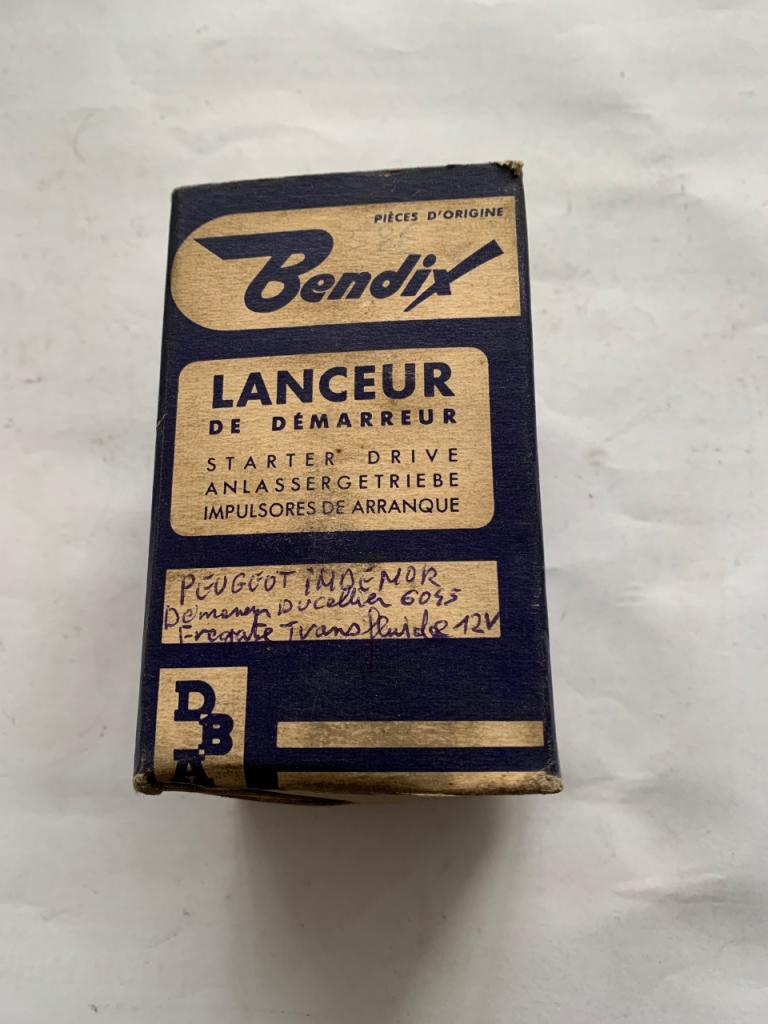 PIÈCES D'ORIGINE
Bendix
LANCEUR
DE DÉMARREUR
STARTER DRIVE
ANLASSERGETRIEBE
IMPULSORES DE ARRANQUE
PEUGEOT INDENOR
Démarreur Ducellier 6045
Fregate Transfluide 12V
DBA